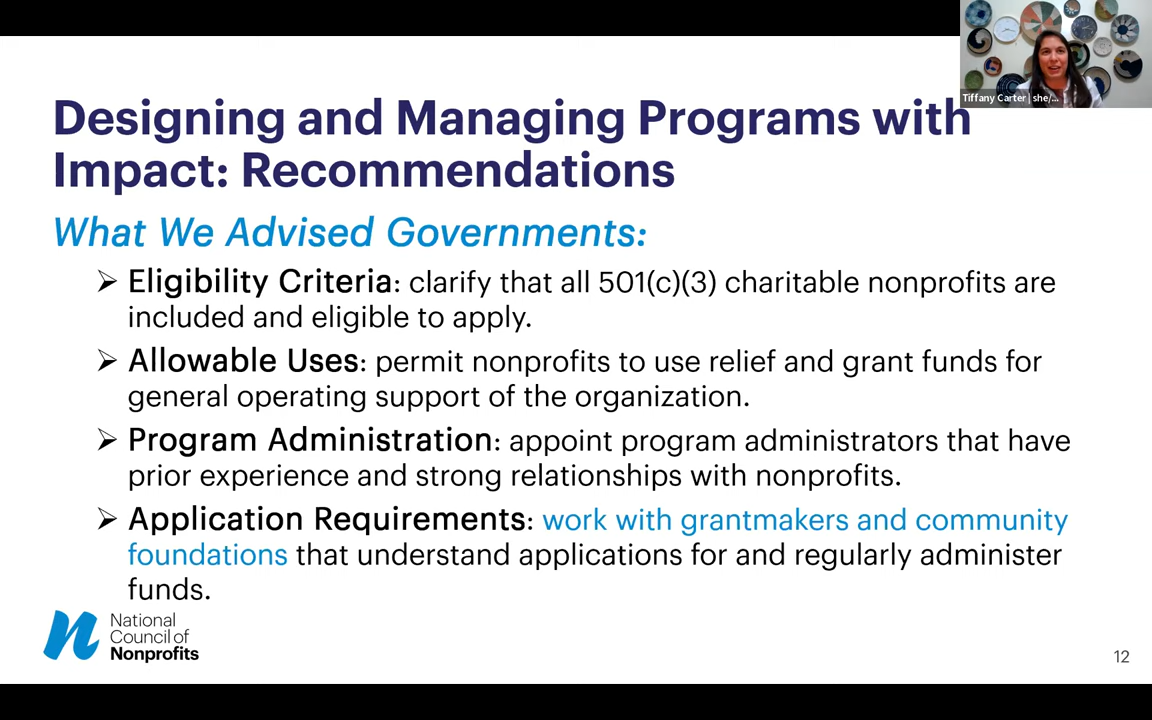 Tiffany Carter | she/...
Designing and Managing Programs with
Impact: Recommendations
What We Advised Governments:
➢ Eligibility Criteria: clarify that all 501(c)(3) charitable nonprofits are
included and eligible to apply.
➢ Allowable Uses: permit nonprofits to use relief and grant funds for
general operating support of the organization.
➢ Program Administration: appoint program administrators that have
prior experience and strong relationships with nonprofits.
➢ Application Requirements: work with grantmakers and community
foundations that understand applications for and regularly administer
funds.
National
Council of
Nonprofits
12